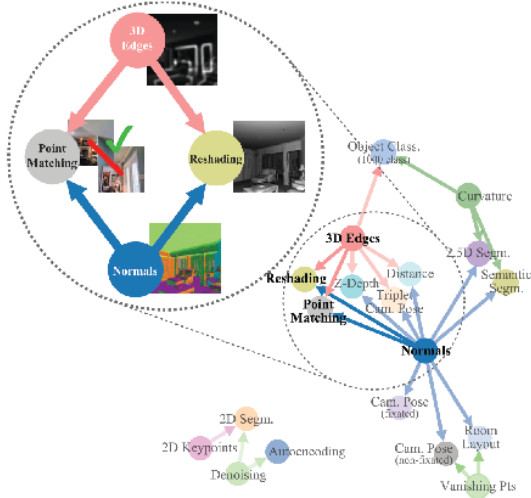 3D
Edges
Point
Matching
Reshading
Normals
Object Class.
(1000 class)
Curvature
3D Edges
2.5D Segm.
Distance
Semantic
Segm.
Reshading
Z-Depth
Triplet
Cam. Pose
Point
Matching
Normals
Cam. Pose
(fixated)
2D Segm.
Room
Layout
2D Keypoints
Autoencoding
Cam. Pose
(non-fixated)
Denoising
Vanishing Pts